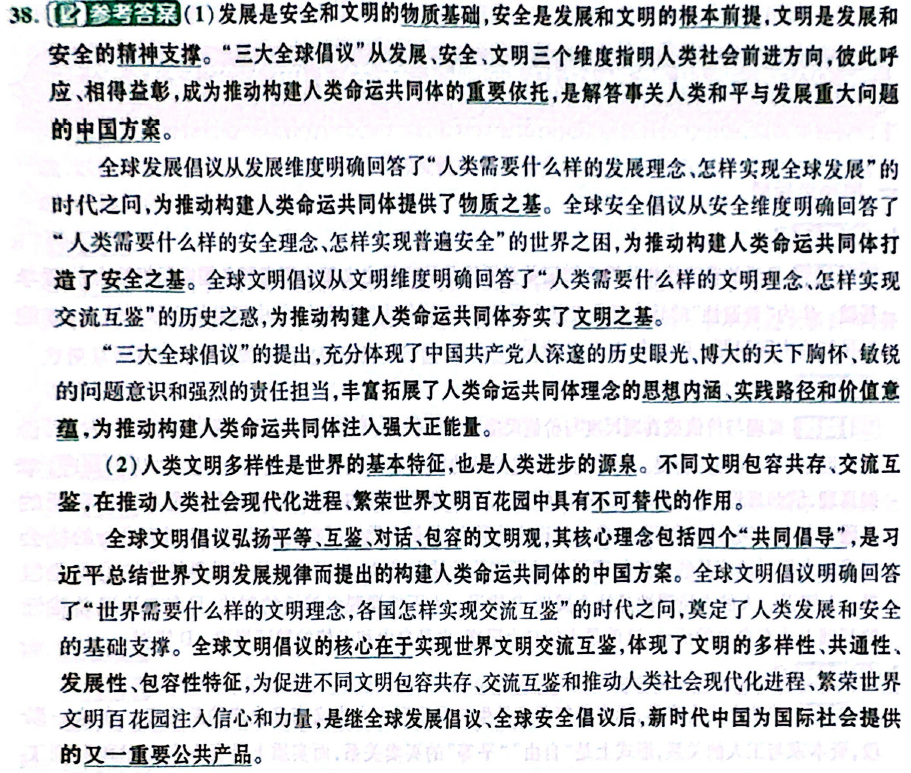 38.【参考答案】(1)发展是安全和文明的物质基础,安全是发展和文明的根本前提,文明是发展和
安全的精神支撑。“三大全球倡议”从发展、安全、文明三个维度指明人类社会前进方向,彼此呼
应、相得益彰,成为推动构建人类命运共同体的重要依托,是解答事关人类和平与发展重大问题
的中国方案。
全球发展倡议从发展维度明确回答了“人类需要什么样的发展理念、怎样实现全球发展”的
时代之问,为推动构建人类命运共同体提供了物质之基。全球安全倡议从安全维度明确回答了
“人类需要什么样的安全理念、怎样实现普遍安全”的世界之困,为推动构建人类命运共同体打
造了安全之基。全球文明倡议从文明维度明确回答了“人类需要什么样的文明理念、怎样实现
交流互鉴”的历史之惑,为推动构建人类命运共同体夯实了文明之基。
“三大全球倡议”的提出,充分体现了中国共产党人深邃的历史眼光、博大的天下胸怀、敏锐
的问题意识和强烈的责任担当,丰富拓展了人类命运共同体理念的思想内涵、实践路径和价值意
蕴,为推动构建人类命运共同体注入强大正能量。
(2)人类文明多样性是世界的基本特征,也是人类进步的源泉。不同文明包容共存、交流互
鉴,在推动人类社会现代化进程、繁荣世界文明百花园中具有不可替代的作用。
全球文明倡议弘扬平等、互鉴、对话、包容的文明观,其核心理念包括四个“共同倡导”,是习
近平总结世界文明发展规律而提出的构建人类命运共同体的中国方案。全球文明倡议明确回答
了“世界需要什么样的文明理念、各国怎样实现交流互鉴”的时代之问,奠定了人类发展和安全
的基础支撑。全球文明倡议的核心在于实现世界文明交流互鉴,体现了文明的多样性、共通性、
发展性、包容性特征,为促进不同文明包容共存、交流互鉴和推动人类社会现代化进程、繁荣世界
文明百花园注入信心和力量,是继全球发展倡议、全球安全倡议后,新时代中国为国际社会提供
的又一重要公共产品。